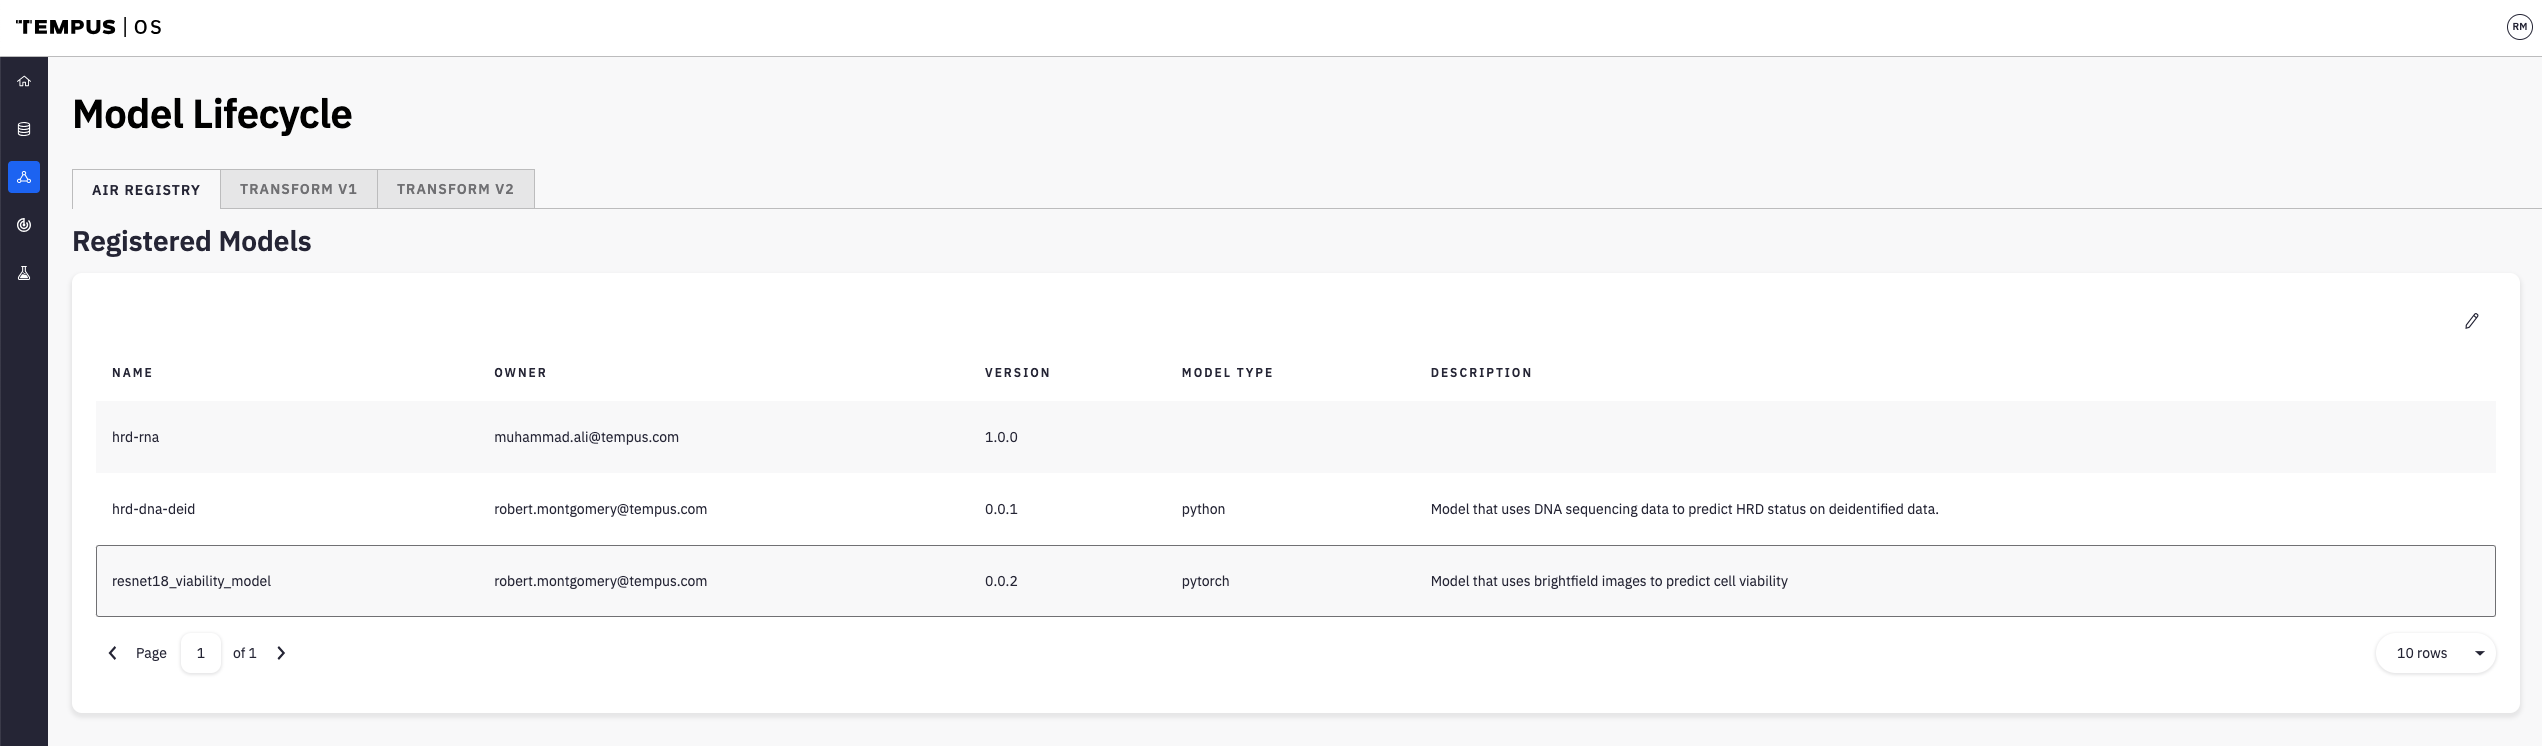 TEMPUS | OS
RM
Model Lifecycle
AIR REGISTRY TRANSFORM V1 TRANSFORM V2
Registered Models
NAME OWNER VERSION MODEL TYPE DESCRIPTION
hrd-rna muhammad.ali@tempus.com 1.0.0
hrd-dna-deid robert.montgomery@tempus.com 0.0.1 python Model that uses DNA sequencing data to predict HRD status on deidentified data.
resnet18_viability_model robert.montgomery@tempus.com 0.0.2 pytorch Model that uses brightfield images to predict cell viability
Page 1 of 1 10 rows